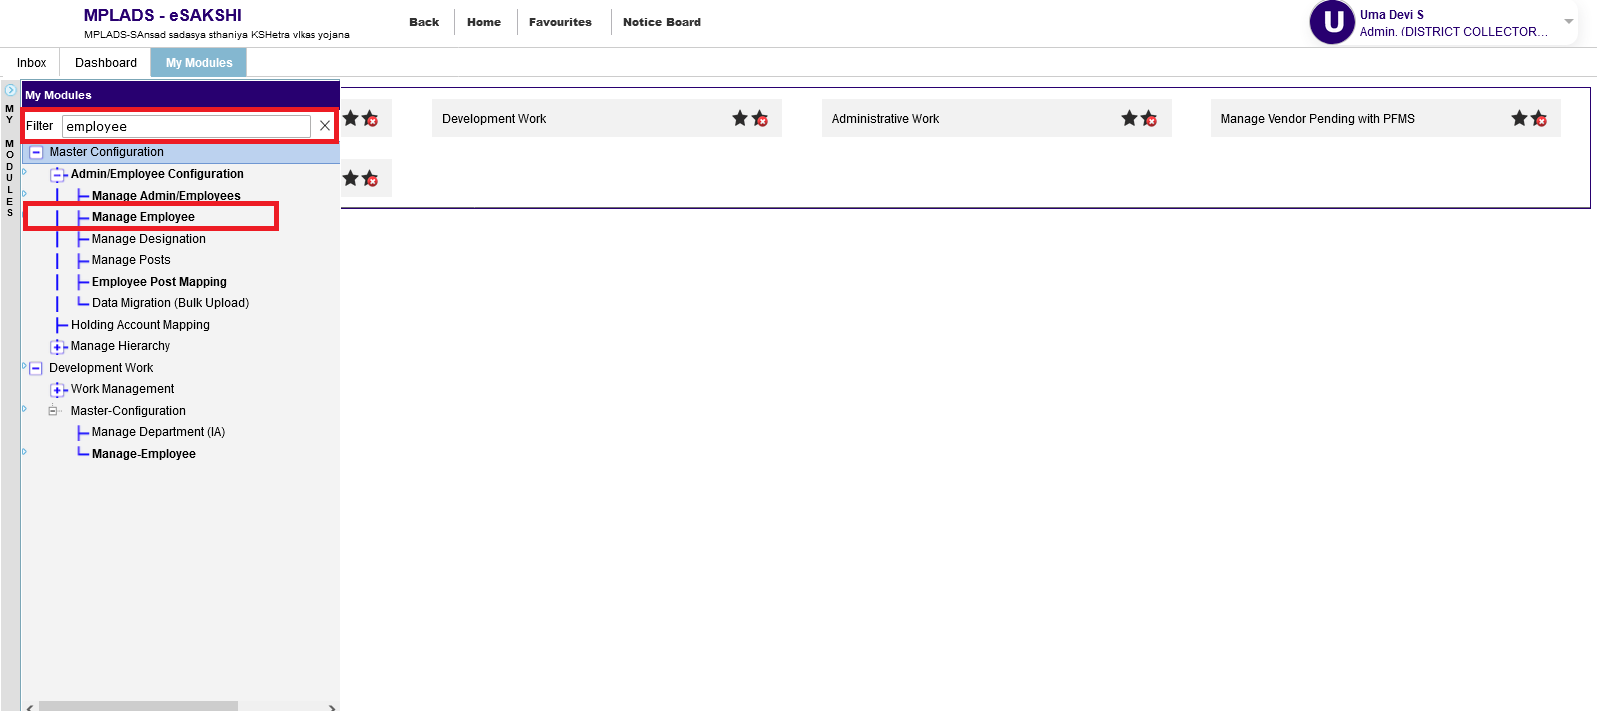 MPLADS - eSAKSHI
MPLADS-SAnsad sadasya sthaniya KSHetra vIkas yojana
Back
Home
Favourites
Notice Board
U
Uma Devi S
Admin. (DISTRICT COLLECTOR...
Inbox
Dashboard
My Modules
MY MODULES
My Modules
Filter employee
Master Configuration
Admin/Employee Configuration
Manage Admin/Employees
Manage Employee
Manage Designation
Manage Posts
Employee Post Mapping
Data Migration (Bulk Upload)
Holding Account Mapping
Manage Hierarchy
Development Work
Work Management
Master-Configuration
Manage Department (IA)
Manage-Employee
Development Work
Administrative Work
Manage Vendor Pending with PFMS